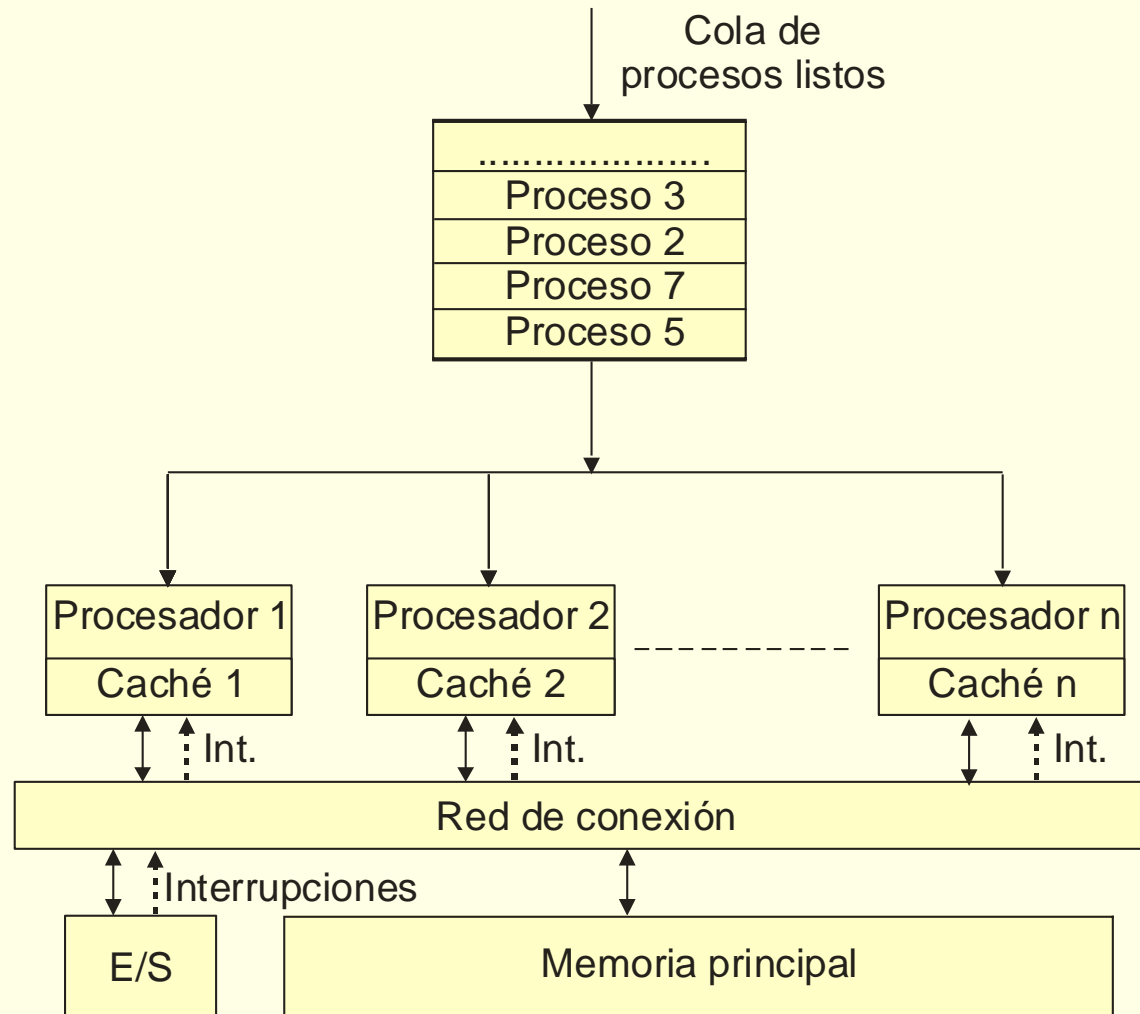 Cola de
procesos listos
.....................
Proceso 3
Proceso 2
Proceso 7
Proceso 5
Procesador 1
Procesador 2
Procesador n
Caché 1
Caché 2
Caché n
Int.
Int.
Int.
Red de conexión
Interrupciones
E/S
Memoria principal